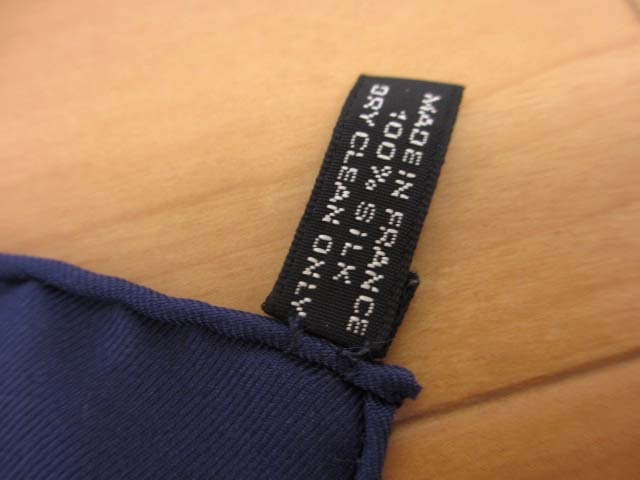 MADE IN FRANCE
100% SILK
DRY CLEAN ONLY